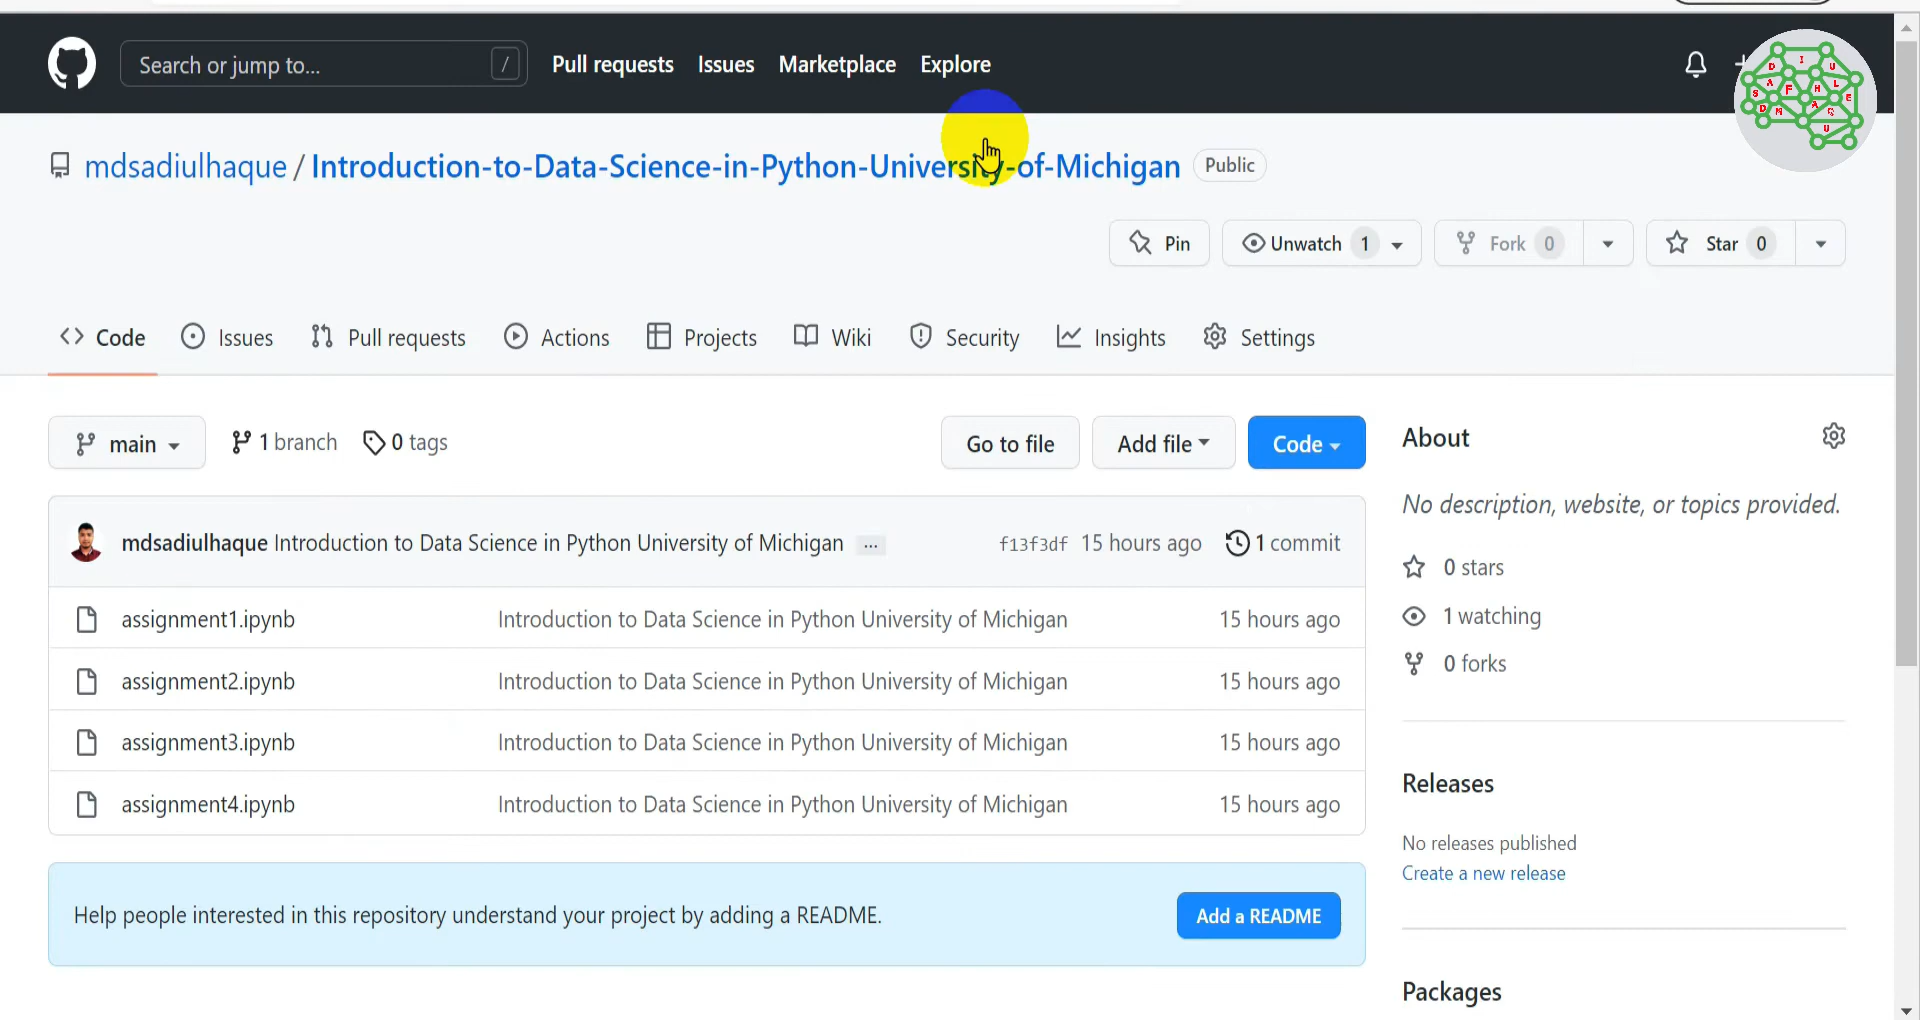 Search or jump to... /
Pull requests Issues Marketplace Explore
mdsadiulhaque / Introduction-to-Data-Science-in-Python-University-of-Michigan Public
Pin Unwatch 1 Fork 0 Star 0
Code Issues Pull requests Actions Projects Wiki Security Insights Settings
main 1 branch 0 tags Go to file Add file Code
mdsadiulhaque Introduction to Data Science in Python University of Michigan ... f13f3df 15 hours ago 1 commit
assignment1.ipynb Introduction to Data Science in Python University of Michigan 15 hours ago
assignment2.ipynb Introduction to Data Science in Python University of Michigan 15 hours ago
assignment3.ipynb Introduction to Data Science in Python University of Michigan 15 hours ago
assignment4.ipynb Introduction to Data Science in Python University of Michigan 15 hours ago
Help people interested in this repository understand your project by adding a README. Add a README
About
No description, website, or topics provided.
0 stars
1 watching
0 forks
Releases
No releases published
Create a new release
Packages